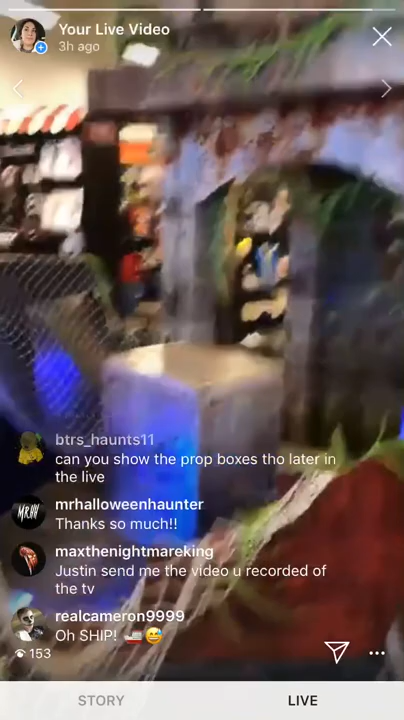 Your Live Video
3h ago
btrs_haunts11
can you show the prop boxes tho later in
the live
mrhalloweenhaunter
Thanks so much!!
maxthenightmareking
Justin send me the video u recorded of
the tv
realcameron9999
Oh SHIP! 🚢😅
153
STORY
LIVE